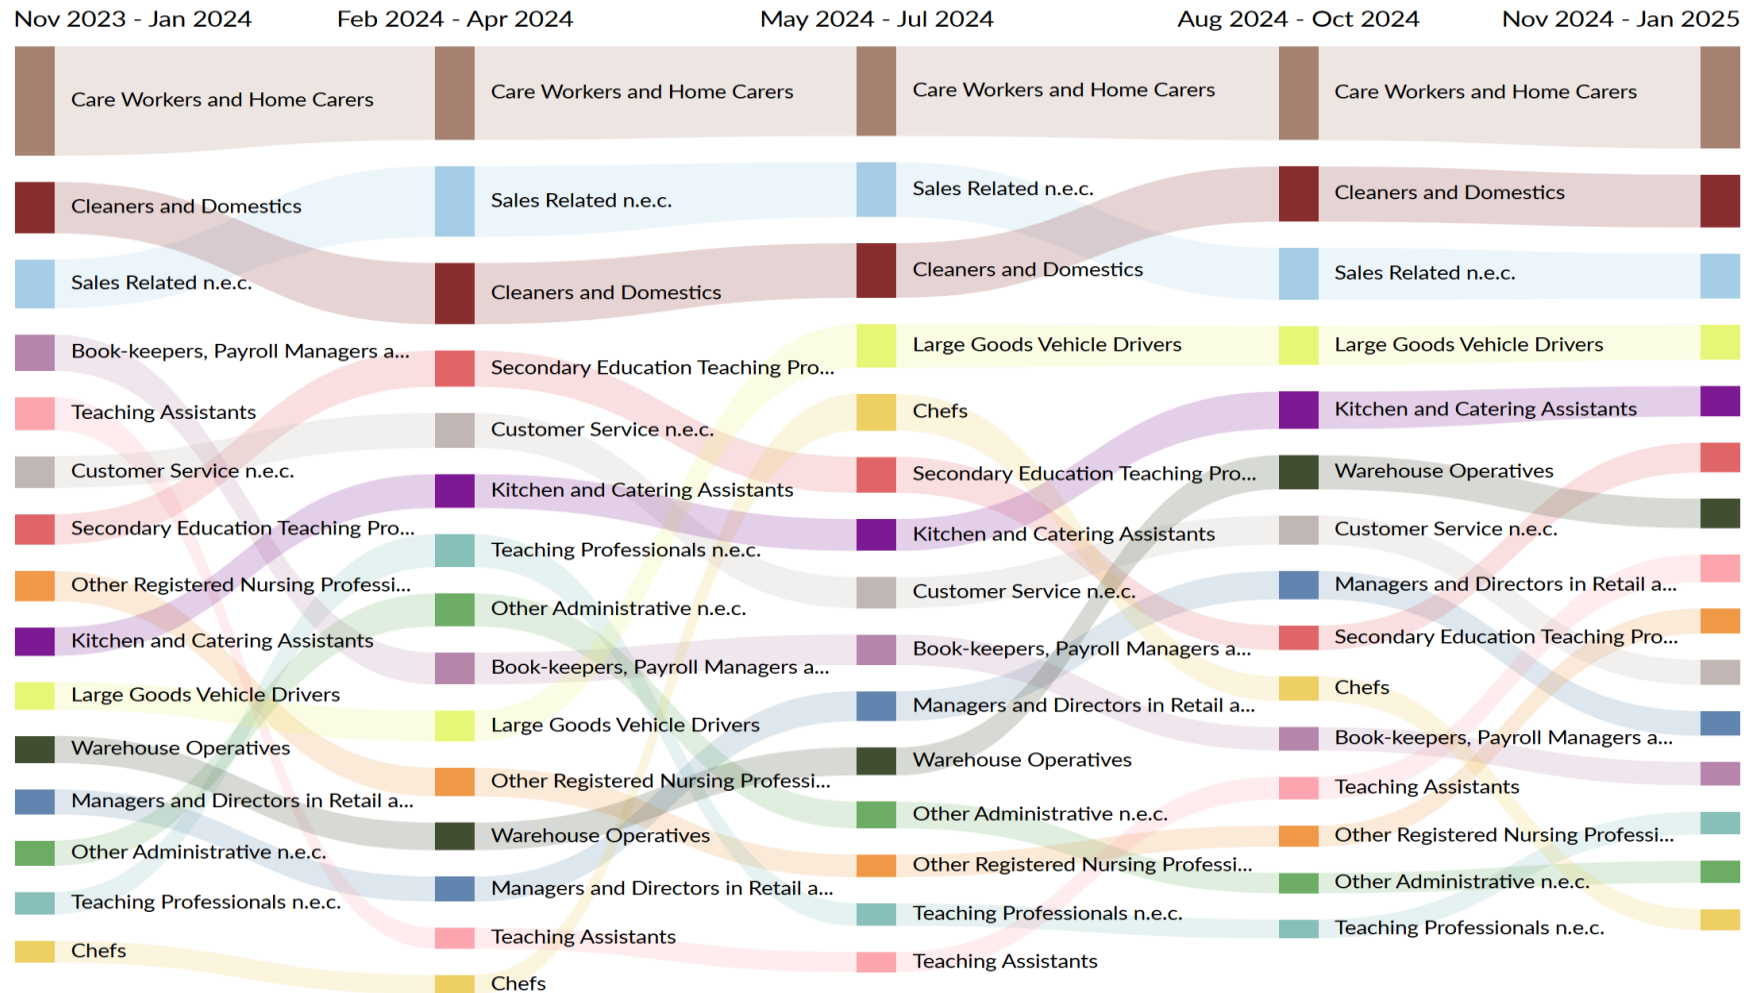 Nov 2023 - Jan 2024
Feb 2024 - Apr 2024
May 2024 - Jul 2024
Aug 2024 - Oct 2024
Nov 2024 - Jan 2025
Care Workers and Home Carers
Cleaners and Domestics
Sales Related n.e.c.
Book-keepers, Payroll Managers a...
Teaching Assistants
Customer Service n.e.c.
Secondary Education Teaching Pro...
Other Registered Nursing Professi...
Kitchen and Catering Assistants
Large Goods Vehicle Drivers
Warehouse Operatives
Managers and Directors in Retail a...
Other Administrative n.e.c.
Teaching Professionals n.e.c.
Chefs
Care Workers and Home Carers
Sales Related n.e.c.
Cleaners and Domestics
Secondary Education Teaching Pro...
Customer Service n.e.c.
Kitchen and Catering Assistants
Teaching Professionals n.e.c.
Other Administrative n.e.c.
Book-keepers, Payroll Managers a...
Large Goods Vehicle Drivers
Other Registered Nursing Professi...
Warehouse Operatives
Managers and Directors in Retail a...
Teaching Assistants
Chefs
Care Workers and Home Carers
Sales Related n.e.c.
Cleaners and Domestics
Large Goods Vehicle Drivers
Chefs
Secondary Education Teaching Pro...
Kitchen and Catering Assistants
Customer Service n.e.c.
Book-keepers, Payroll Managers a...
Managers and Directors in Retail a...
Warehouse Operatives
Other Administrative n.e.c.
Other Registered Nursing Professi...
Teaching Professionals n.e.c.
Teaching Assistants
Care Workers and Home Carers
Cleaners and Domestics
Sales Related n.e.c.
Large Goods Vehicle Drivers
Kitchen and Catering Assistants
Warehouse Operatives
Customer Service n.e.c.
Managers and Directors in Retail a...
Secondary Education Teaching Pro...
Chefs
Book-keepers, Payroll Managers a...
Teaching Assistants
Other Registered Nursing Professi...
Other Administrative n.e.c.
Teaching Professionals n.e.c.